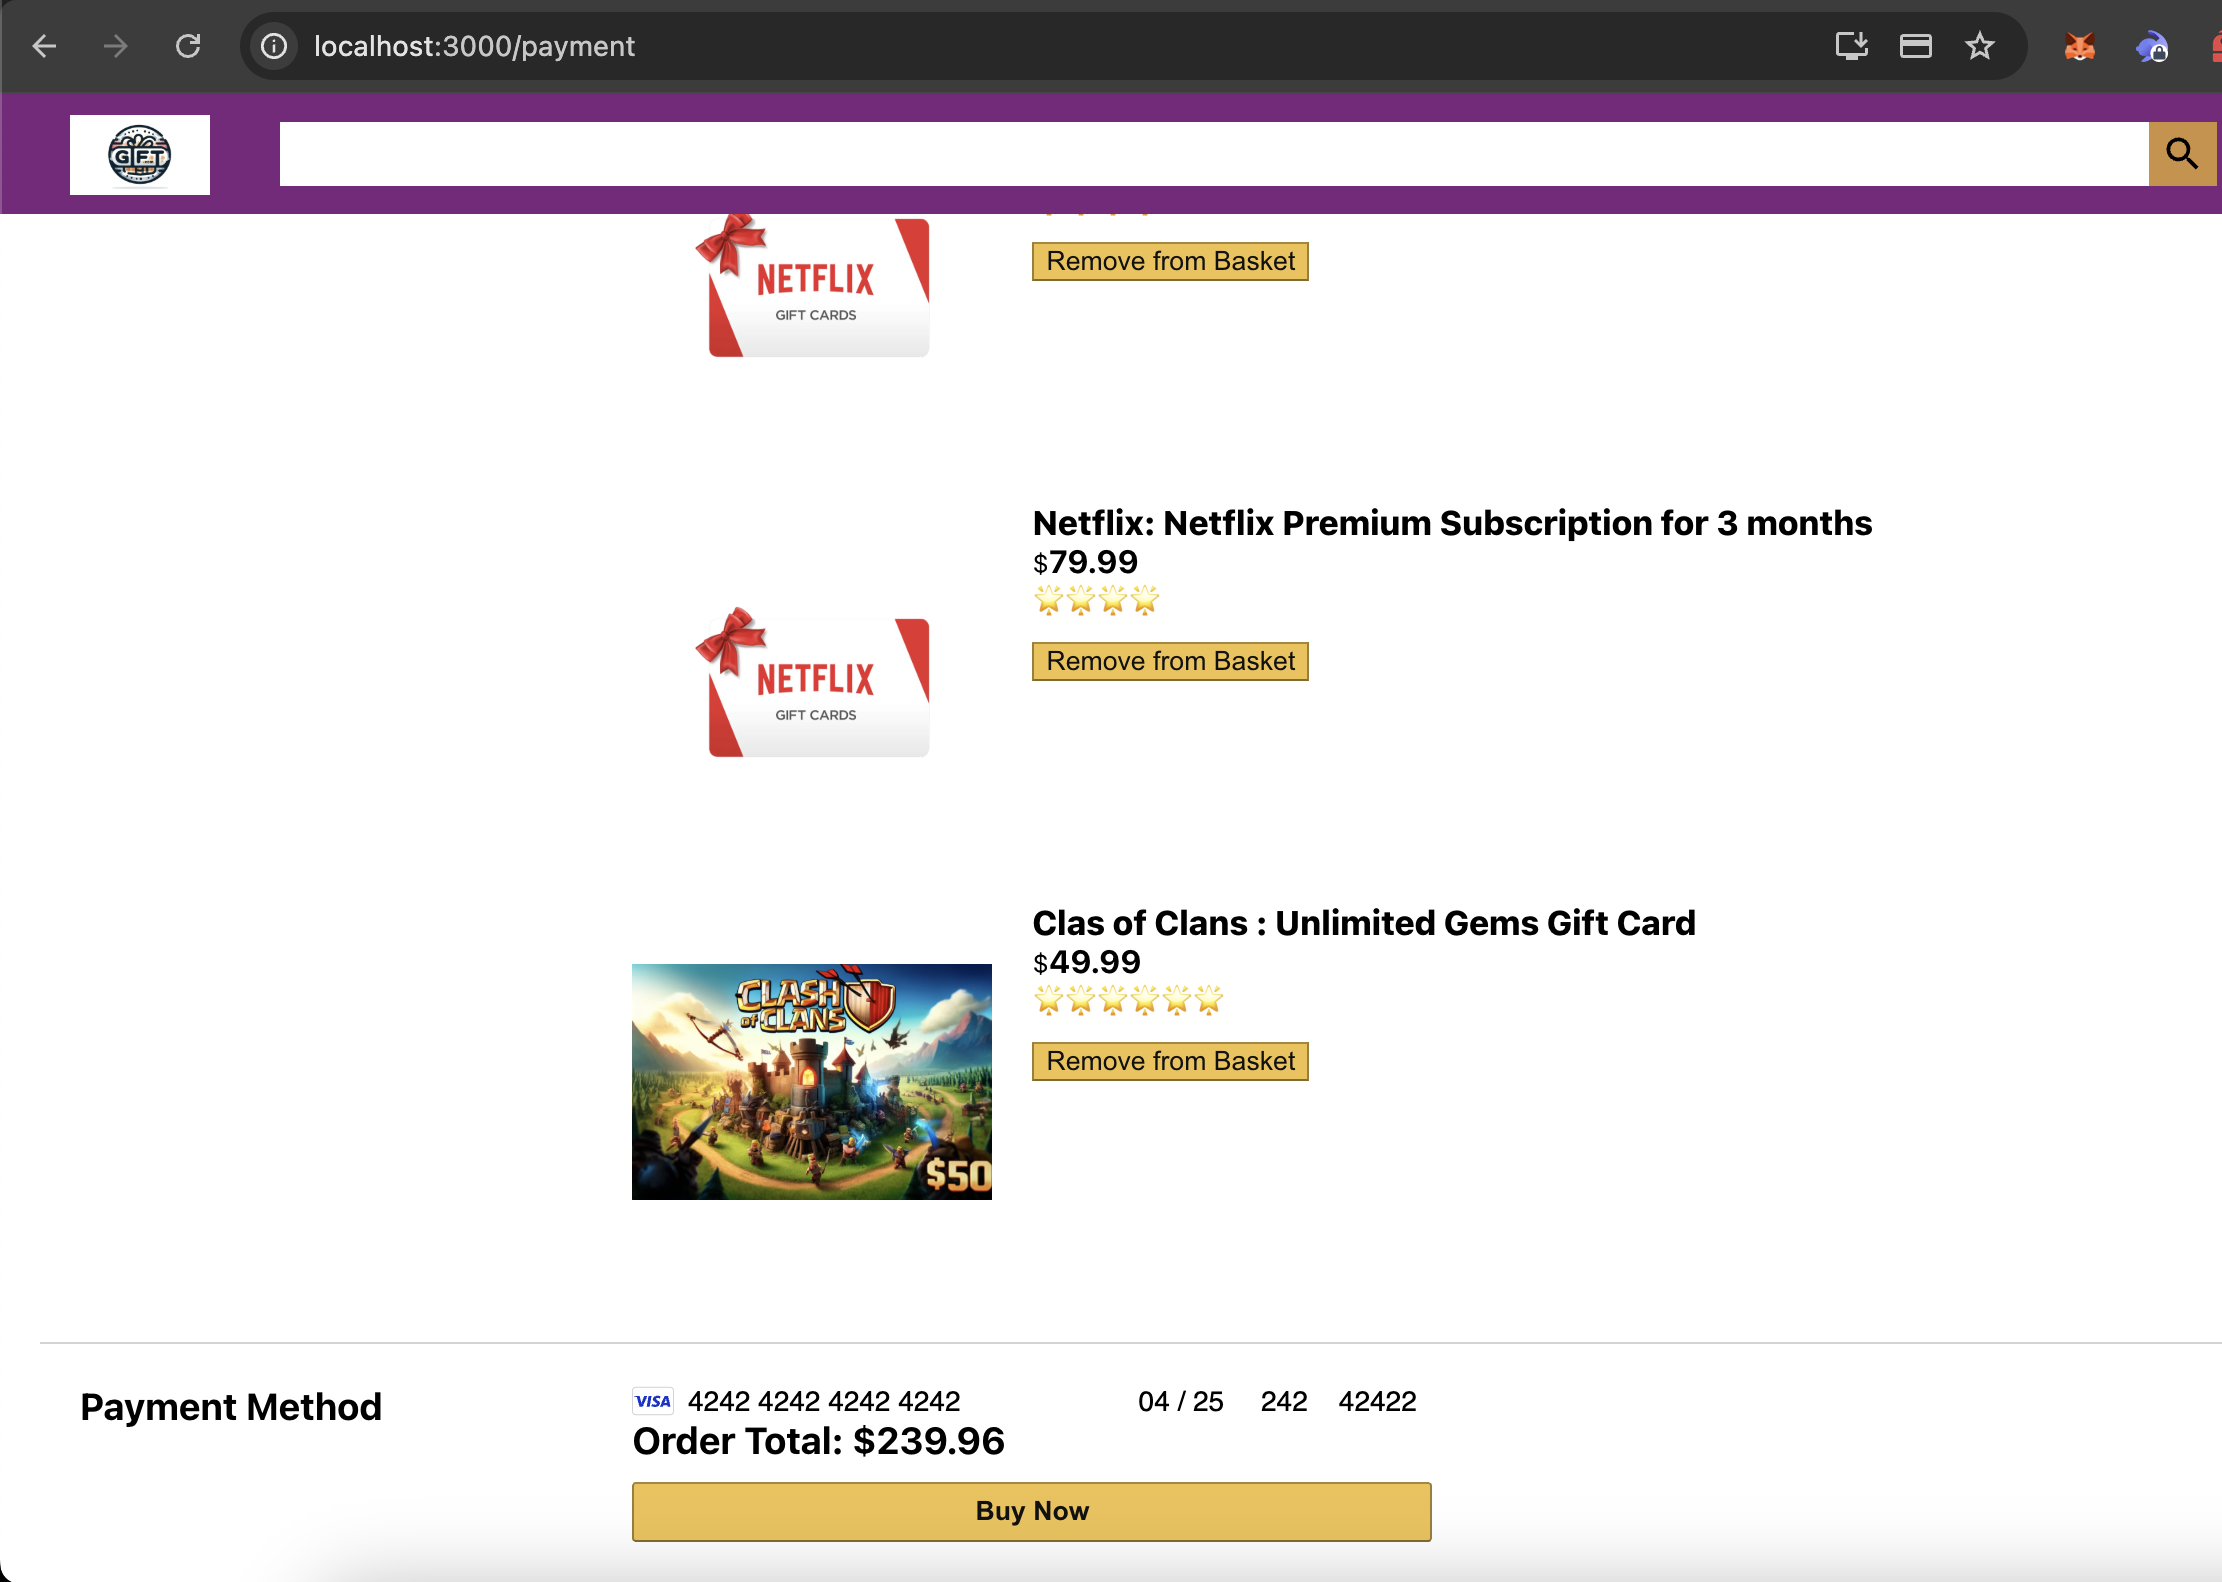 localhost:3000/payment
GIFT
Remove from Basket
NETFLIX
GIFT CARDS
Netflix: Netflix Premium Subscription for 3 months
$79.99
Remove from Basket
NETFLIX
GIFT CARDS
Clas of Clans : Unlimited Gems Gift Card
$49.99
Remove from Basket
CLASH
OF CLANS
$50
Payment Method
VISA 4242 4242 4242 4242 04 / 25 242 42422
Order Total: $239.96
Buy Now